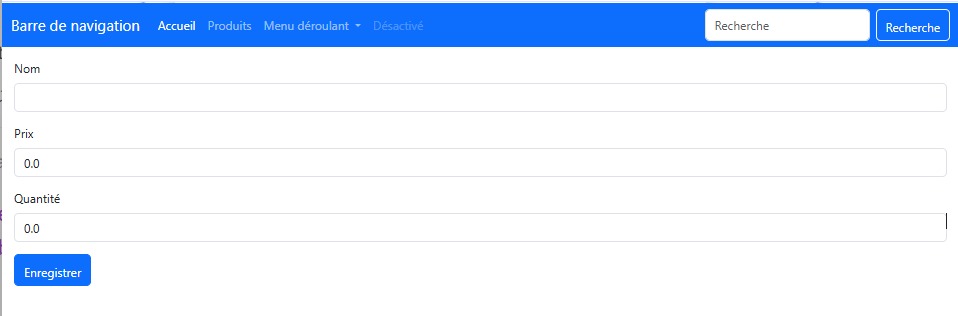 Barre de navigation Accueil Produits Menu déroulant Désactivé Recherche Recherche
Nom
Prix
0.0
Quantité
0.0
Enregistrer